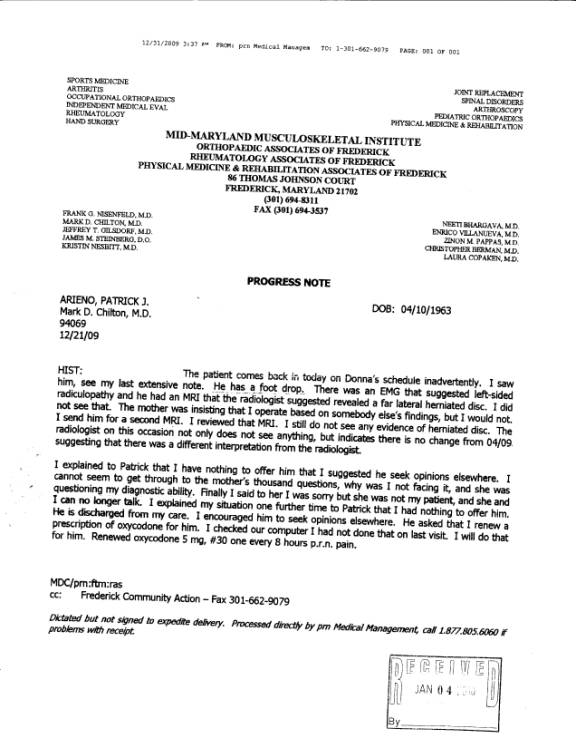 12/31/2009 3:37 PM FROM: prn Medical Managem TO: 1-301-662-9079 PAGE: 001 OF 001
SPORTS MEDICINE
ARTHRITIS
OCCUPATIONAL ORTHOPAEDICS
INDEPENDENT MEDICAL EVAL
RHEUMATOLOGY
HAND SURGERY
JOINT REPLACEMENT
SPINAL DISORDERS
ARTHROSCOPY
PEDIATRIC ORTHOPAEDICS
PHYSICAL MEDICINE & REHABILITATION
MID-MARYLAND MUSCULOSKELETAL INSTITUTE
ORTHOPAEDIC ASSOCIATES OF FREDERICK
RHEUMATOLOGY ASSOCIATES OF FREDERICK
PHYSICAL MEDICINE & REHABILITATION ASSOCIATES OF FREDERICK
86 THOMAS JOHNSON COURT
FREDERICK, MARYLAND 21702
(301) 694-8311
FAX (301) 694-3537
FRANK G. NISENFELD, M.D.
MARK D. CHILTON, M.D.
JEFFREY T. GILSDORF, M.D.
JAMES M. STEINBERG, D.O.
KRISTIN NESBITT, M.D.
NEETI BHARGAVA, M.D.
ENRICO VILLANUEVA, M.D.
ZINON M. PAPPAS, M.D.
CHRISTOPHER BERMAN, M.D.
LAURA COPAKEN, M.D.
PROGRESS NOTE
ARIENO, PATRICK J.
DOB: 04/10/1963
Mark D. Chilton, M.D.
94069
12/21/09
HIST: The patient comes back in today on Donna's schedule inadvertently. I saw
him, see my last extensive note. He has a foot drop. There was an EMG that suggested left-sided
radiculopathy and he had an MRI that the radiologist suggested revealed a far lateral herniated disc. I did
not see that. The mother was insisting that I operate based on somebody else's findings, but I would not.
I send him for a second MRI. I reviewed that MRI. I still do not see any evidence of herniated disc. The
radiologist on this occasion not only does not see anything, but indicates there is no change from 04/09
suggesting that there was a different interpretation from the radiologist.
I explained to Patrick that I have nothing to offer him that I suggested he seek opinions elsewhere. I
cannot seem to get through to the mother's thousand questions, why was I not facing it, and she was
questioning my diagnostic ability. Finally I said to her I was sorry but she was not my patient, and she and
I can no longer talk. I explained my situation one further time to Patrick that I had nothing to offer him.
He is discharged from my care. I encouraged him to seek opinions elsewhere. He asked that I renew a
prescription of oxycodone for him. I checked our computer I had not done that on last visit. I will do that
for him. Renewed oxycodone 5 mg, #30 one every 8 hours p.r.n. pain.
MDC/prn:ftm:ras
cc: Frederick Community Action – Fax 301-662-9079
Dictated but not signed to expedite delivery. Processed directly by prn Medical Management, call 1.877.805.6060 if
problems with receipt.
RECEIVED
JAN 04
By